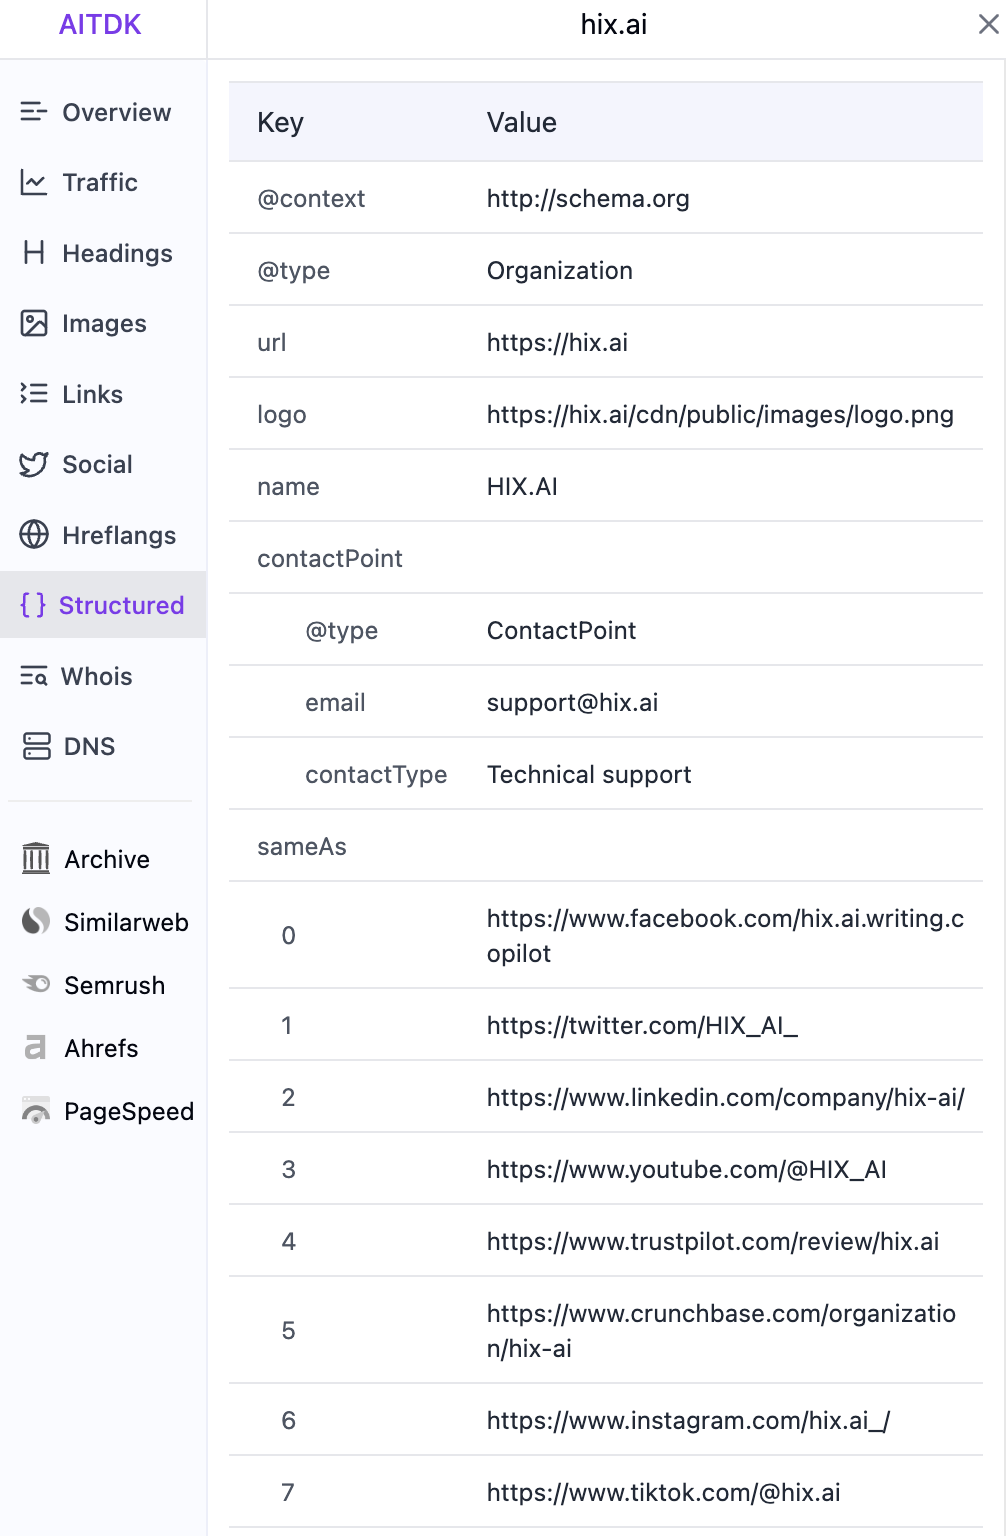 AITDK
hix.ai
Overview
Traffic
Headings
Images
Links
Social
Hreflangs
Structured
Whois
DNS
Archive
Similarweb
Semrush
Ahrefs
PageSpeed
Key Value
@context http://schema.org
@type Organization
url https://hix.ai
logo https://hix.ai/cdn/public/images/logo.png
name HIX.AI
contactPoint
@type ContactPoint
email support@hix.ai
contactType Technical support
sameAs
0 https://www.facebook.com/hix.ai.writing.c
opilot
1 https://twitter.com/HIX_AI_
2 https://www.linkedin.com/company/hix-ai/
3 https://www.youtube.com/@HIX_AI
4 https://www.trustpilot.com/review/hix.ai
5 https://www.crunchbase.com/organizatio
n/hix-ai
6 https://www.instagram.com/hix.ai_/
7 https://www.tiktok.com/@hix.ai